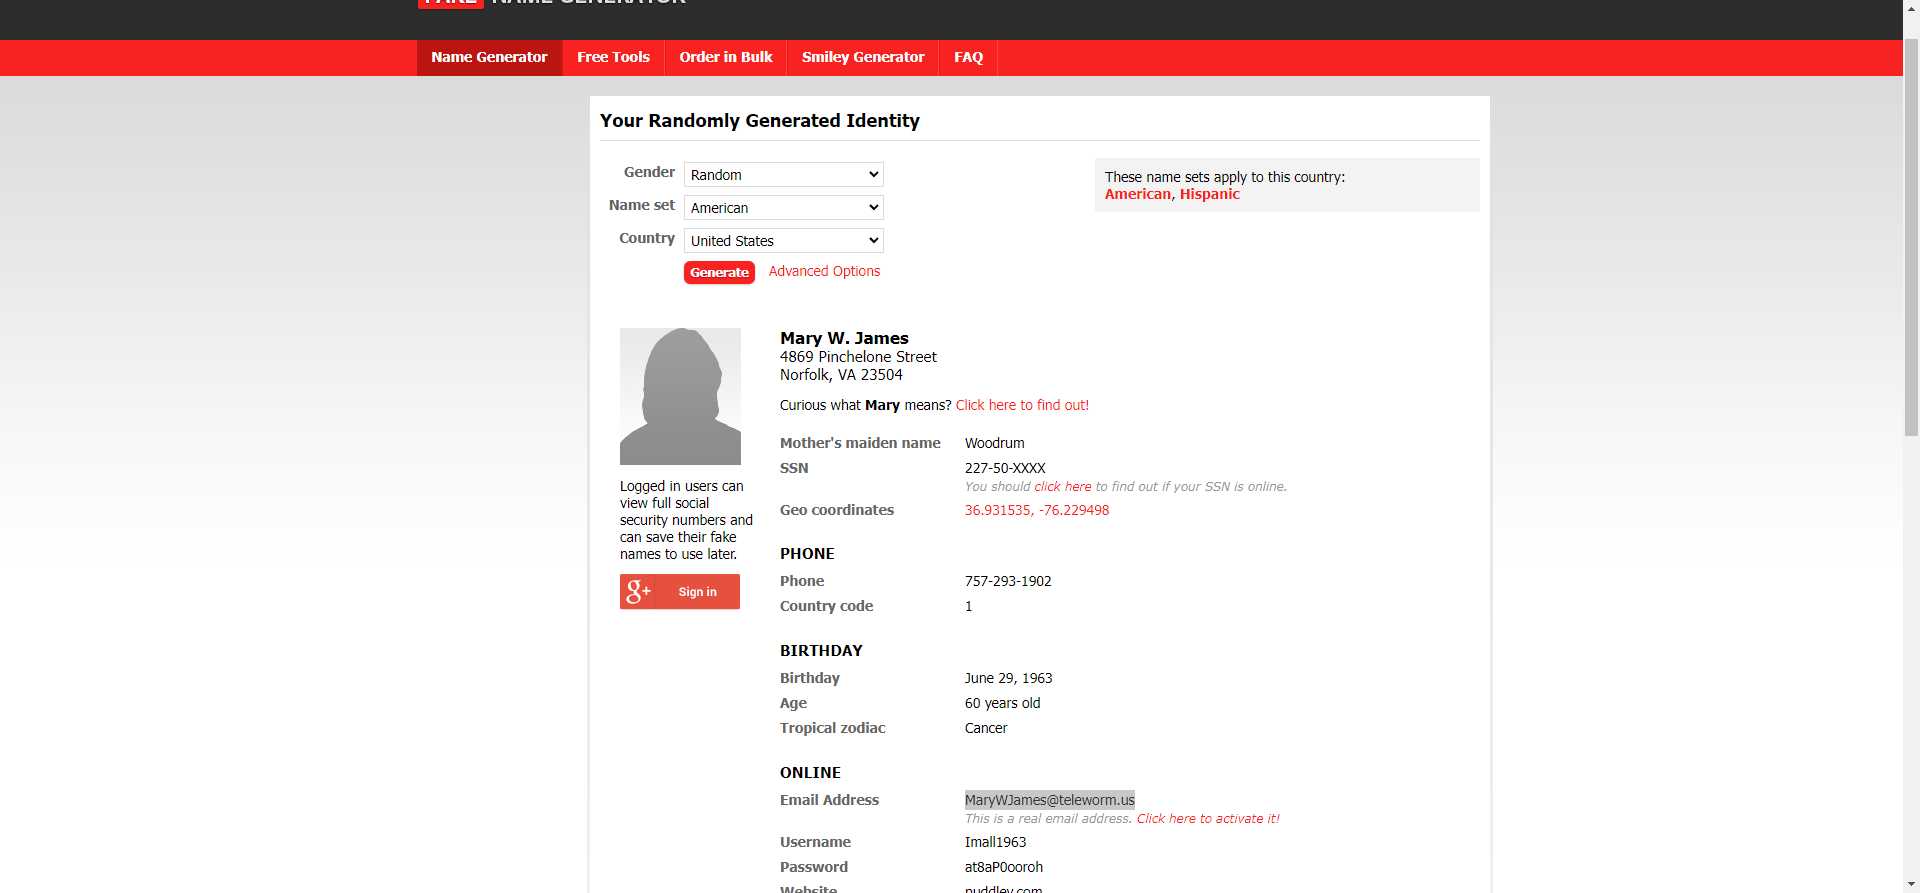 FAKE NAME GENERATOR
Name Generator
Free Tools
Order in Bulk
Smiley Generator
FAQ
Your Randomly Generated Identity
Gender
Random
Name set
American
Country
United States
Generate
Advanced Options
These name sets apply to this country:
American, Hispanic
Logged in users can
view full social
security numbers and
can save their fake
names to use later.
g+ Sign in
Mary W. James
4869 Pinchelone Street
Norfolk, VA 23504
Curious what Mary means? Click here to find out!
Mother's maiden name Woodrum
SSN 227-50-XXXX
You should click here to find out if your SSN is online.
Geo coordinates 36.931535, -76.229498
PHONE
Phone 757-293-1902
Country code 1
BIRTHDAY
Birthday June 29, 1963
Age 60 years old
Tropical zodiac Cancer
ONLINE
Email Address MaryWJames@teleworm.us
This is a real email address. Click here to activate it!
Username Imall1963
Password at8aP0ooroh
Website puddley.com